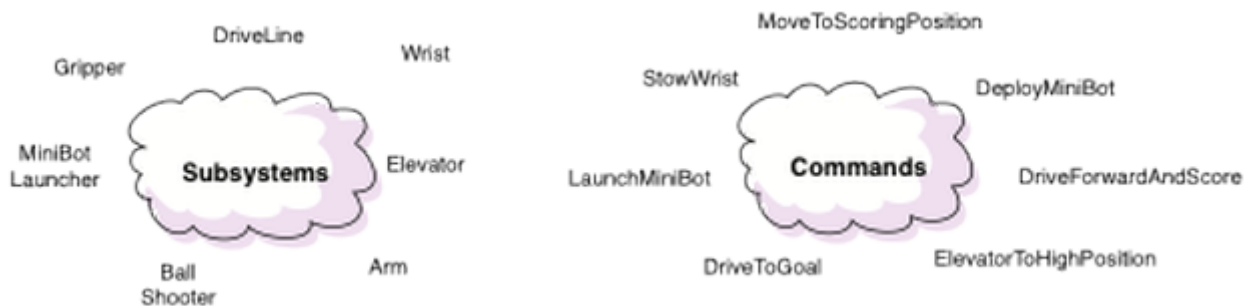 DriveLine
Wrist
Gripper
MiniBot
Launcher
Subsystems
Elevator
Ball
Shooter
Arm
MoveToScoringPosition
StowWrist
DeployMiniBot
LaunchMiniBot
Commands
DriveForwardAndScore
DriveToGoal
ElevatorToHighPosition